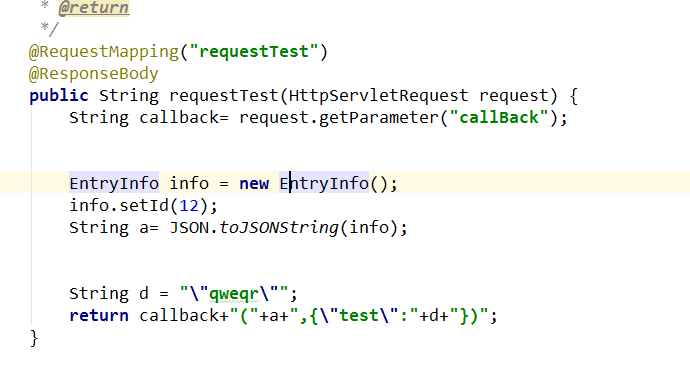 * @return
*/
@RequestMapping("requestTest")
@ResponseBody
public String requestTest(HttpServletRequest request) {
String callback= request.getParameter("callBack");
EntryInfo info = new EntryInfo();
info.setId(12);
String a= JSON.toJSONString(info);
String d = "\"qweqr\"";
return callback+"("+a+",{\"test\":"+d+"})";
}